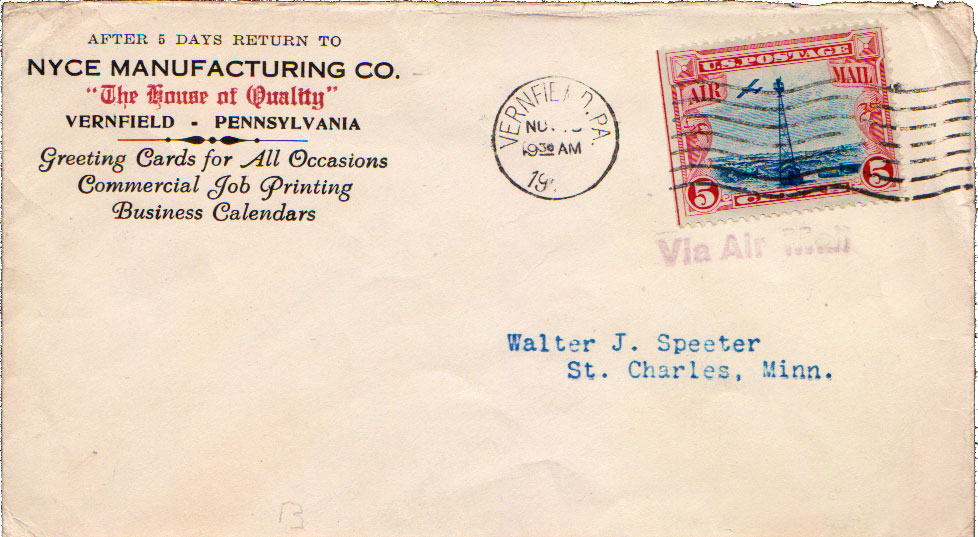 AFTER 5 DAYS RETURN TO
NYCE MANUFACTURING CO.
"The House of Quality"
VERNFIELD - PENNSYLVANIA
Greeting Cards for All Occasions
Commercial Job Printing
Business Calendars
VERNFIELD, PA.
AM
19
U.S. POSTAGE
AIR MAIL
5 5
Via Air Mail
Walter J. Speeter
St. Charles, Minn.
B